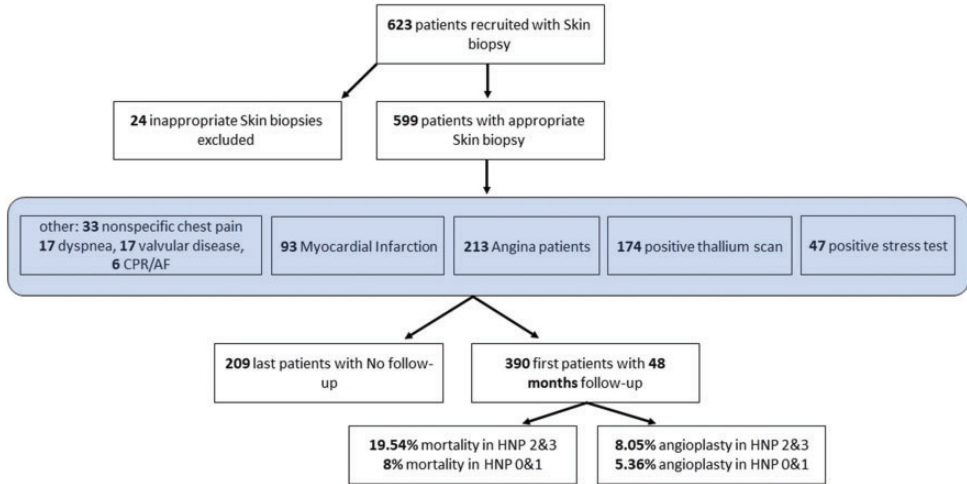 623 patients recruited with Skin
biopsy
24 inappropriate Skin biopsies
excluded
599 patients with appropriate
Skin biopsy
other: 33 nonspecific chest pain
17 dyspnea, 17 valvular disease,
6 CPR/AF
93 Myocardial Infarction
213 Angina patients
174 positive thallium scan
47 positive stress test
209 last patients with No follow-
up
390 first patients with 48
months follow-up
19.54% mortality in HNP 2&3
8% mortality in HNP 0&1
8.05% angioplasty in HNP 2&3
5.36% angioplasty in HNP 0&1